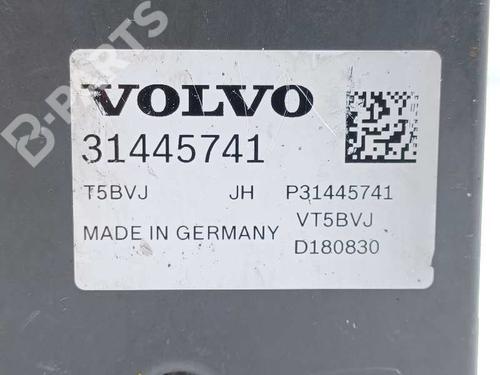 B-PARTS
VOLVO
31445741
T5BVJ JH P31445741
VT5BVJ
MADE IN GERMANY
D180830